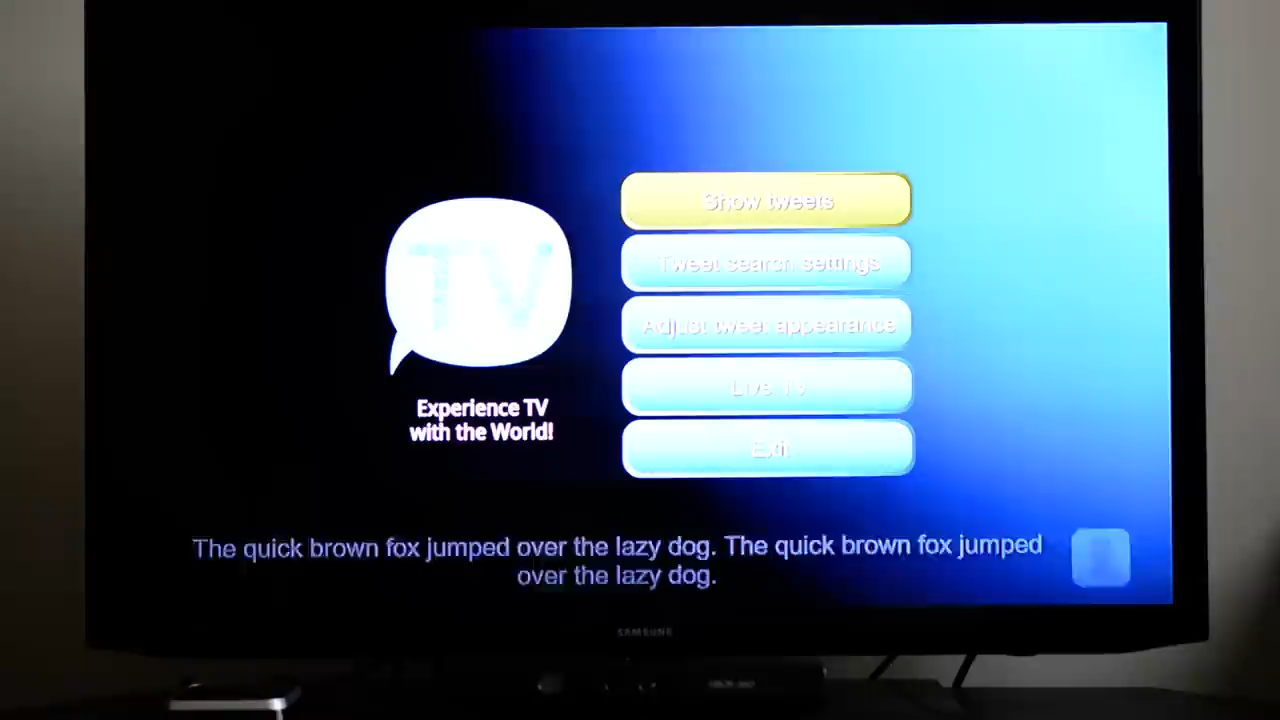 TV
Experience TV
with the World!
Show tweets
Tweet search settings
Adjust tweet appearance
Live TV
Exit
The quick brown fox jumped over the lazy dog. The quick brown fox jumped
over the lazy dog.
SAMSUNG